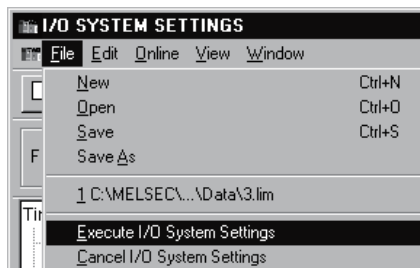 I/O SYSTEM SETTINGS
File Edit Online View Window
New Ctrl+N
Open Ctrl+O
Save Ctrl+S
Save As
F
1 C:\MELSEC\...\Data\3.lim
Execute I/O System Settings
Cancel I/O System Settings